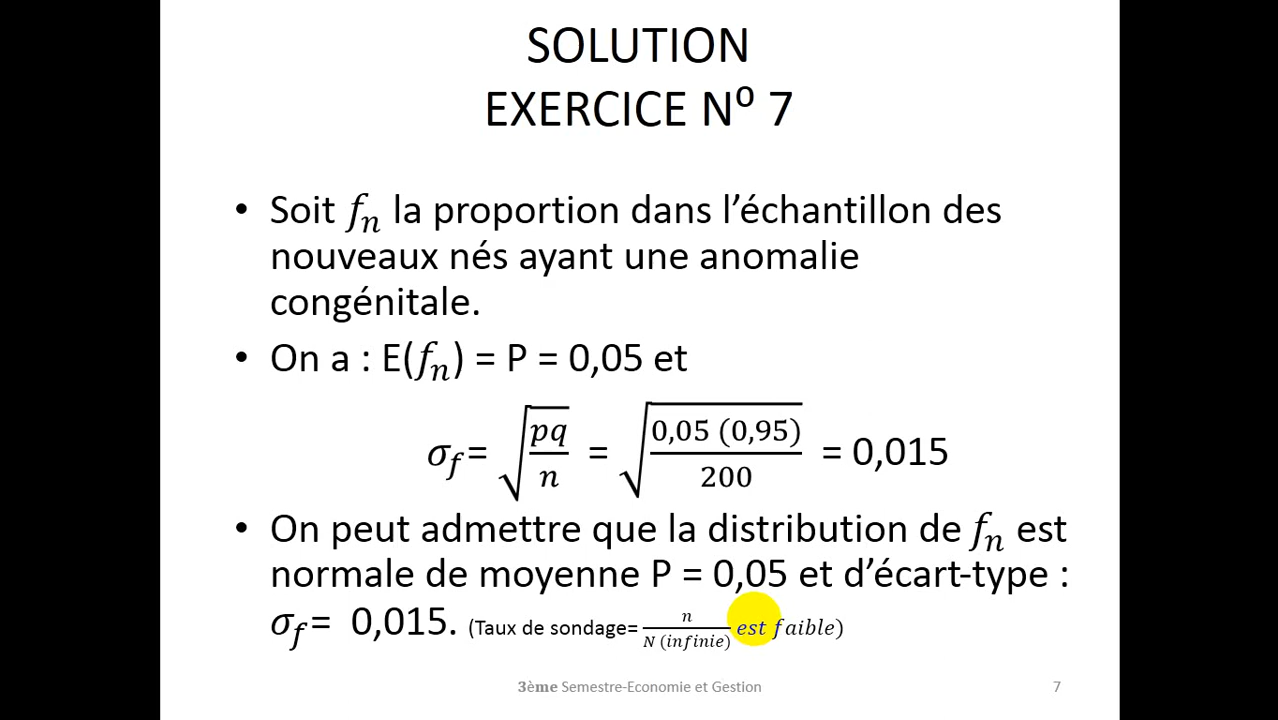 SOLUTION
EXERCICE N⁰ 7
• Soit fₙ la proportion dans l’échantillon des
nouveaux nés ayant une anomalie
congénitale.
• On a : E(fₙ) = P = 0,05 et
σ_f = √(pq/n) = √(0,05 (0,95)/200) = 0,015
• On peut admettre que la distribution de fₙ est
normale de moyenne P = 0,05 et d’écart-type :
σ_f = 0,015. (Taux de sondage= n/N (infinie) est faible)
3ème Semestre-Economie et Gestion 7